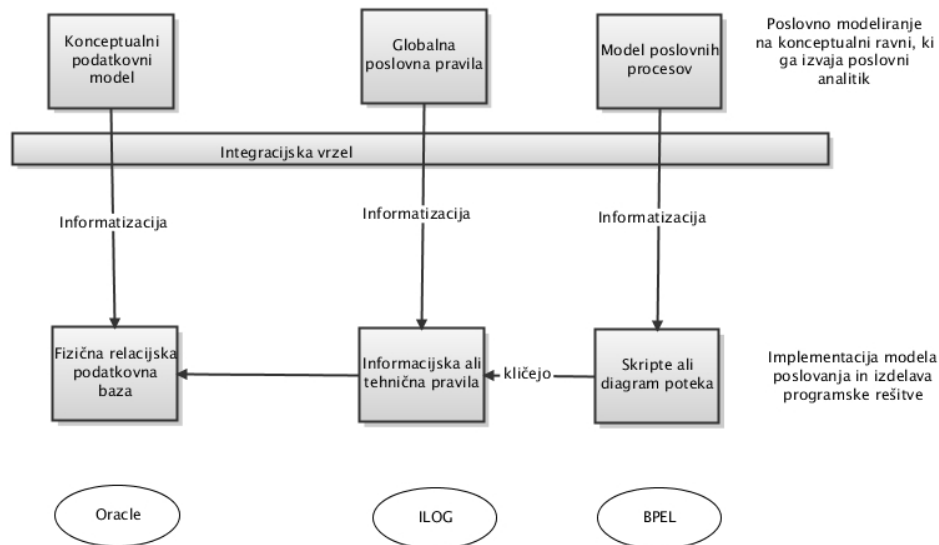 Konceptualni
podatkovni
model
Globalna
poslovna pravila
Model poslovnih
procesov
Poslovno modeliranje
na konceptualni ravni, ki
ga izvaja poslovni
analitik
Integracijska vrzel
Informatizacija
Informatizacija
Informatizacija
Fizična relacijska
podatkovna
baza
Informacijska ali
tehnična pravila
kličejo
Skripte ali
diagram poteka
Implementacija modela
poslovanja in izdelava
programske rešitve
Oracle
ILOG
BPEL